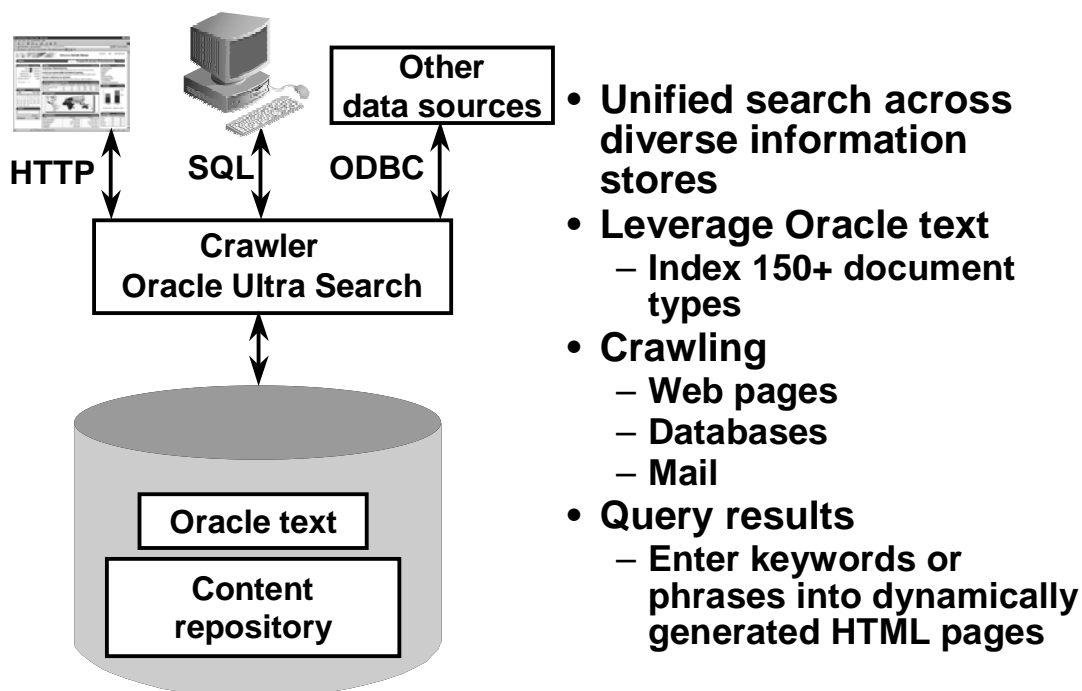 Other
data sources
HTTP
SQL
ODBC
Crawler
Oracle Ultra Search
Oracle text
Content
repository
• Unified search across
diverse information
stores
• Leverage Oracle text
– Index 150+ document
types
• Crawling
– Web pages
– Databases
– Mail
• Query results
– Enter keywords or
phrases into dynamically
generated HTML pages